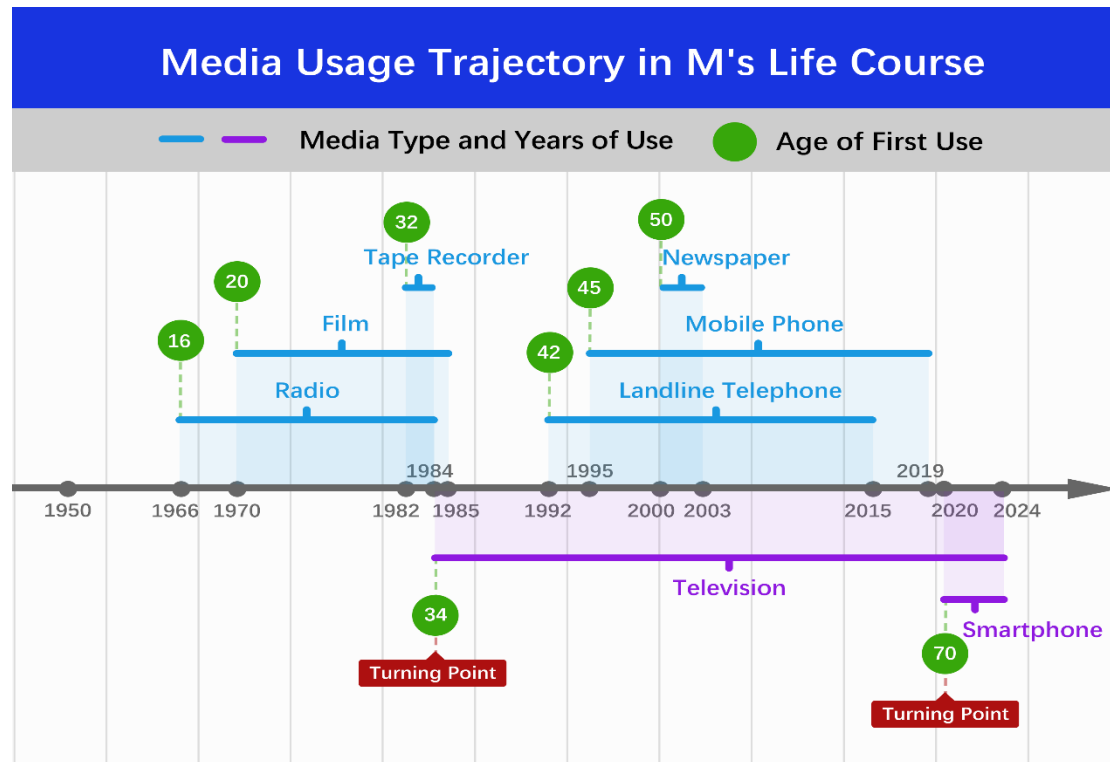 Media Usage Trajectory in M's Life Course
Media Type and Years of Use
Age of First Use
32
50
Tape Recorder
Newspaper
20
45
Film
Mobile Phone
16
42
Radio
Landline Telephone
1984
1995
2019
1950
1966
1970
1982
1985
1992
2000
2003
2015
2020
2024
Television
34
Smartphone
70
Turning Point
Turning Point